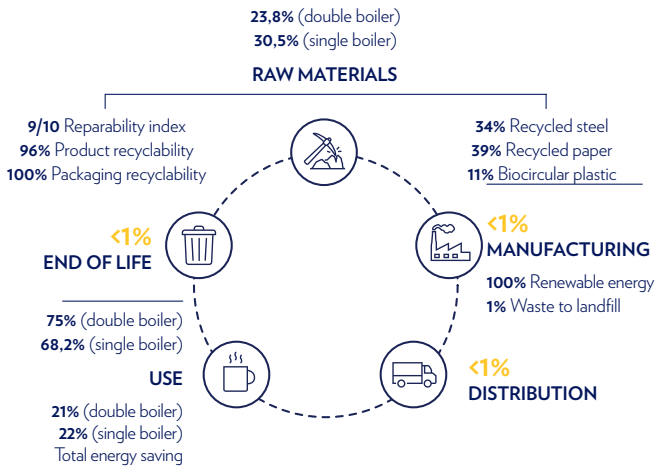 23,8% (double boiler)
30,5% (single boiler)
RAW MATERIALS
9/10 Reparability index
96% Product recyclability
100% Packaging recyclability
34% Recycled steel
39% Recycled paper
11% Biocircular plastic
<1%
END OF LIFE
<1%
MANUFACTURING
100% Renewable energy
1% Waste to landfill
75% (double boiler)
68,2% (single boiler)
USE
21% (double boiler)
22% (single boiler)
Total energy saving
<1%
DISTRIBUTION